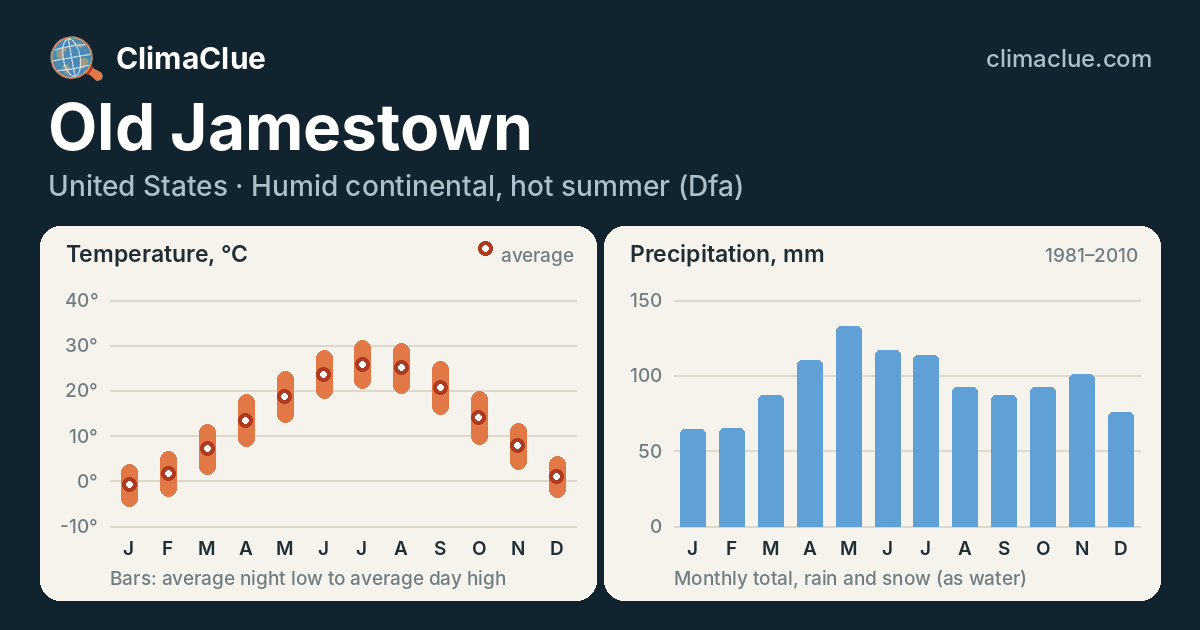 ClimaClue
climaclue.com
Old Jamestown
United States · Humid continental, hot summer (Dfa)
Temperature, °C
average
40°
30°
20°
10°
0°
-10°
J F M A M J J A S O N D
Bars: average night low to average day high
Precipitation, mm
1981–2010
150
100
50
0
J F M A M J J A S O N D
Monthly total, rain and snow (as water)